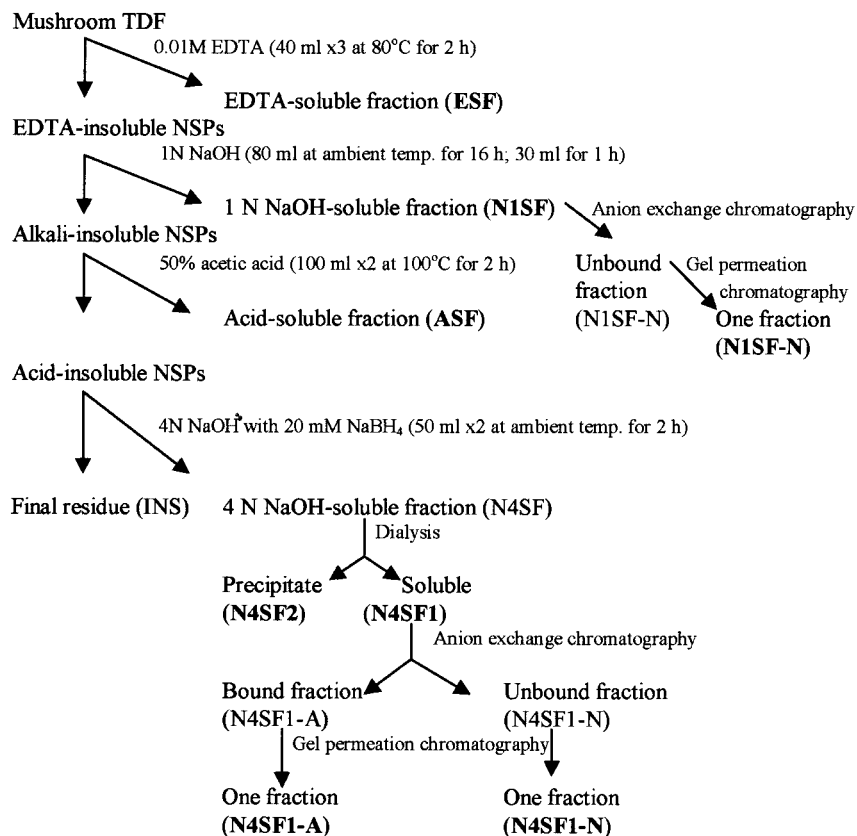 Mushroom TDF
0.01M EDTA (40 ml x3 at 80°C for 2 h)
EDTA-soluble fraction (ESF)
EDTA-insoluble NSPs
1N NaOH (80 ml at ambient temp. for 16 h; 30 ml for 1 h)
1 N NaOH-soluble fraction (N1SF)
Anion exchange chromatography
Alkali-insoluble NSPs
50% acetic acid (100 ml x2 at 100°C for 2 h)
Unbound
fraction
(N1SF-N)
Gel permeation
chromatography
Acid-soluble fraction (ASF)
One fraction
(N1SF-N)
Acid-insoluble NSPs
4N NaOH with 20 mM NaBH₄ (50 ml x2 at ambient temp. for 2 h)
Final residue (INS)
4 N NaOH-soluble fraction (N4SF)
Dialysis
Precipitate
(N4SF2)
Soluble
(N4SF1)
Anion exchange chromatography
Bound fraction
(N4SF1-A)
Unbound fraction
(N4SF1-N)
Gel permeation chromatography
One fraction
(N4SF1-A)
One fraction
(N4SF1-N)